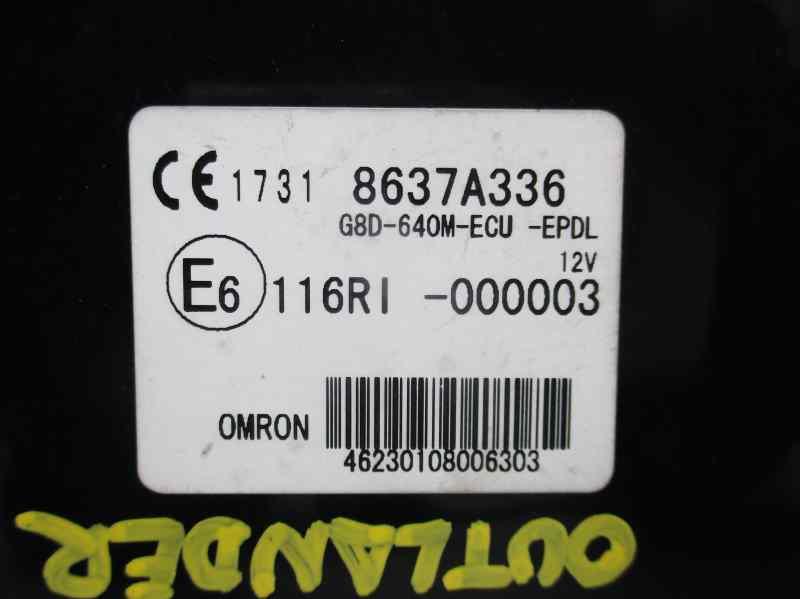 CE 1731 8637A336
G8D-640M-ECU -EPDL
12V
E6 116RI -000003
OMRON
46230108006303
OUTLANDER